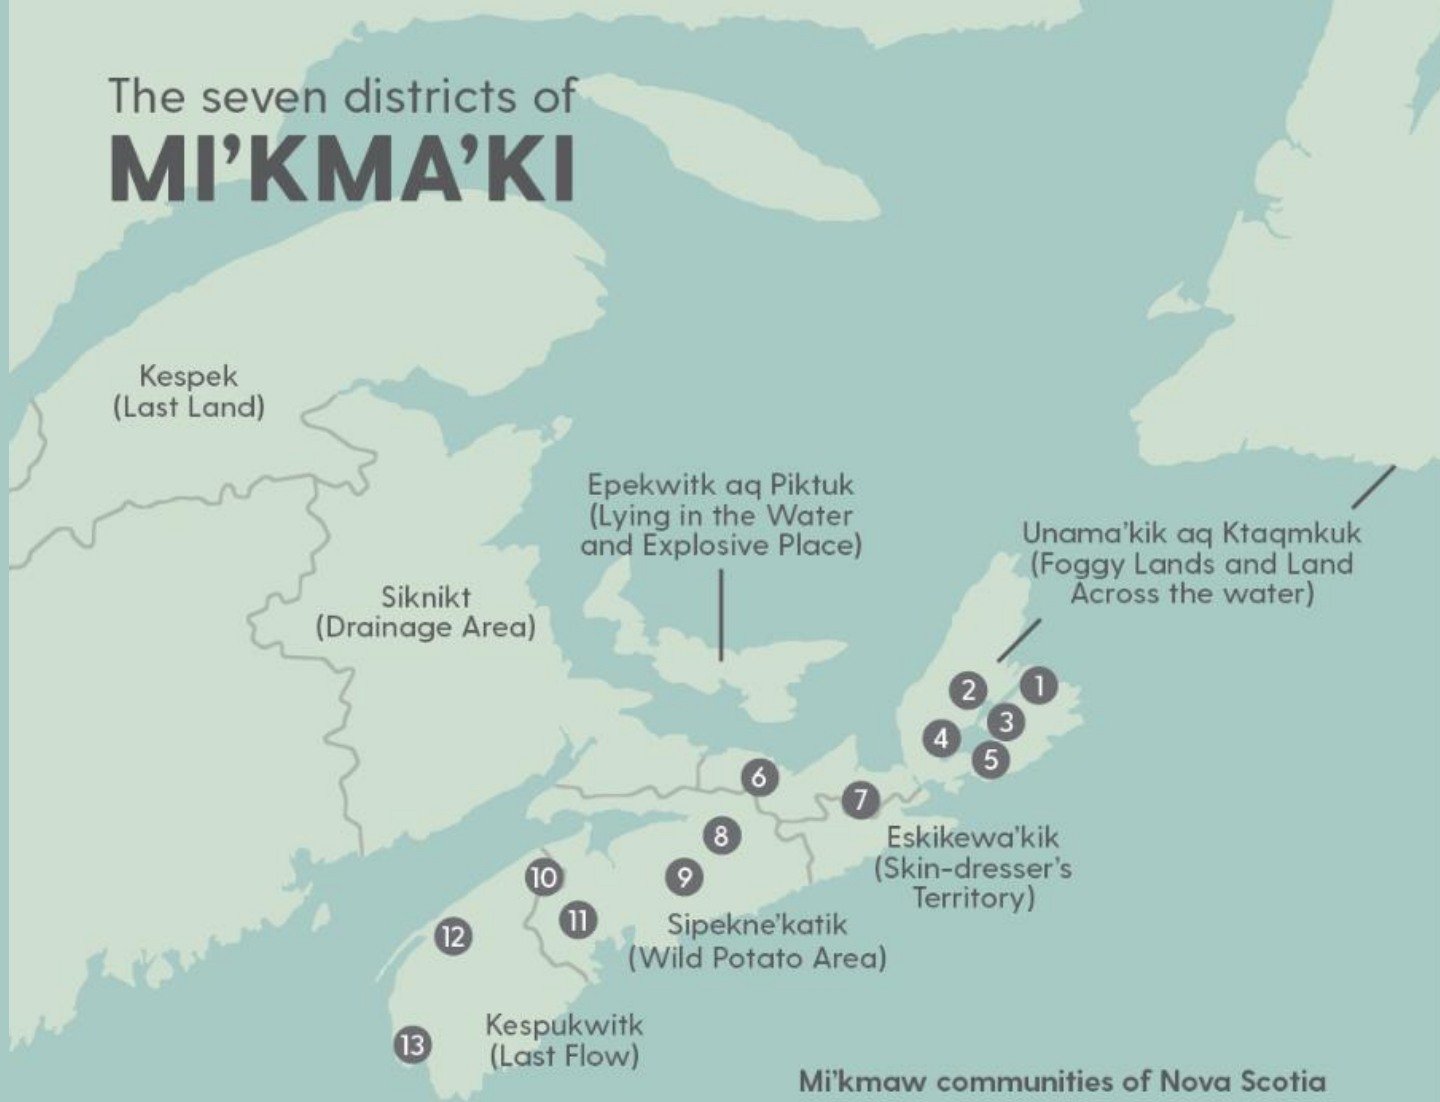 The seven districts of
MI’KMA’KI
Kespek
(Last Land)
Epekwitk aq Piktuk
(Lying in the Water
and Explosive Place)
Unama’kik aq Ktaqmkuk
(Foggy Lands and Land
Across the water)
Siknikt
(Drainage Area)
1
2
3
4
5
6
7
8
9
10
11
12
13
Eskikewa’kik
(Skin-dresser’s
Territory)
Sipekne’katik
(Wild Potato Area)
Kespukwitk
(Last Flow)
Mi’kmaw communities of Nova Scotia